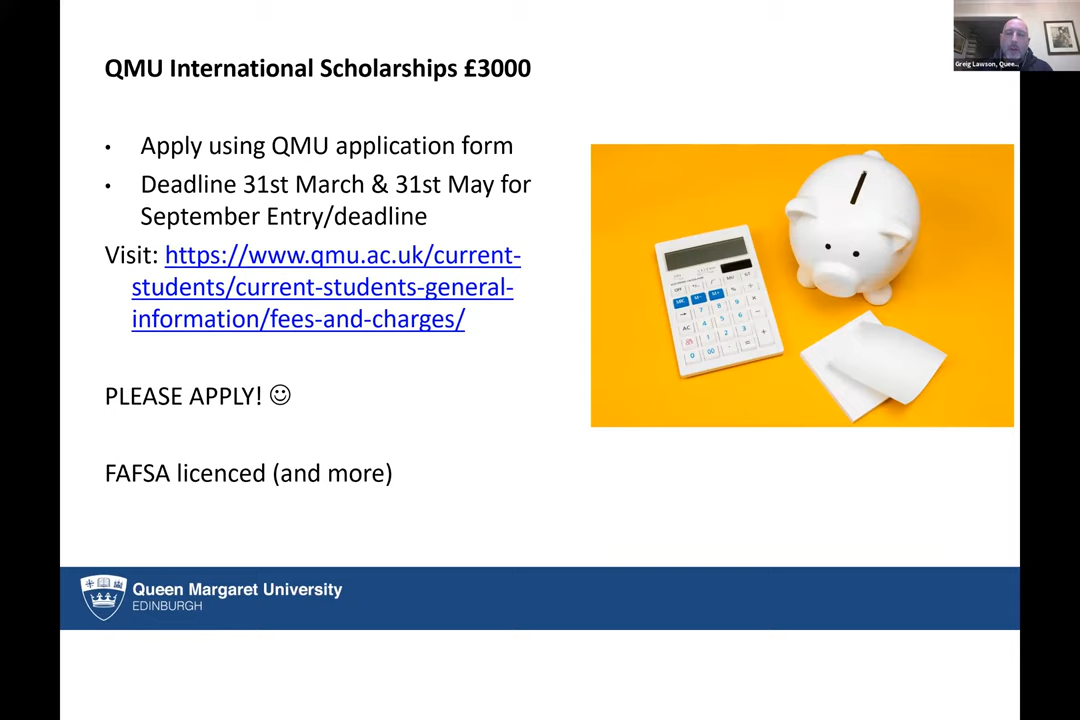 QMU International Scholarships £3000
Greig Lawson, Quee...
• Apply using QMU application form
• Deadline 31st March & 31st May for
September Entry/deadline
Visit: https://www.qmu.ac.uk/current-
students/current-students-general-
information/fees-and-charges/
PLEASE APPLY! ☺
FAFSA licenced (and more)
Queen Margaret University
EDINBURGH